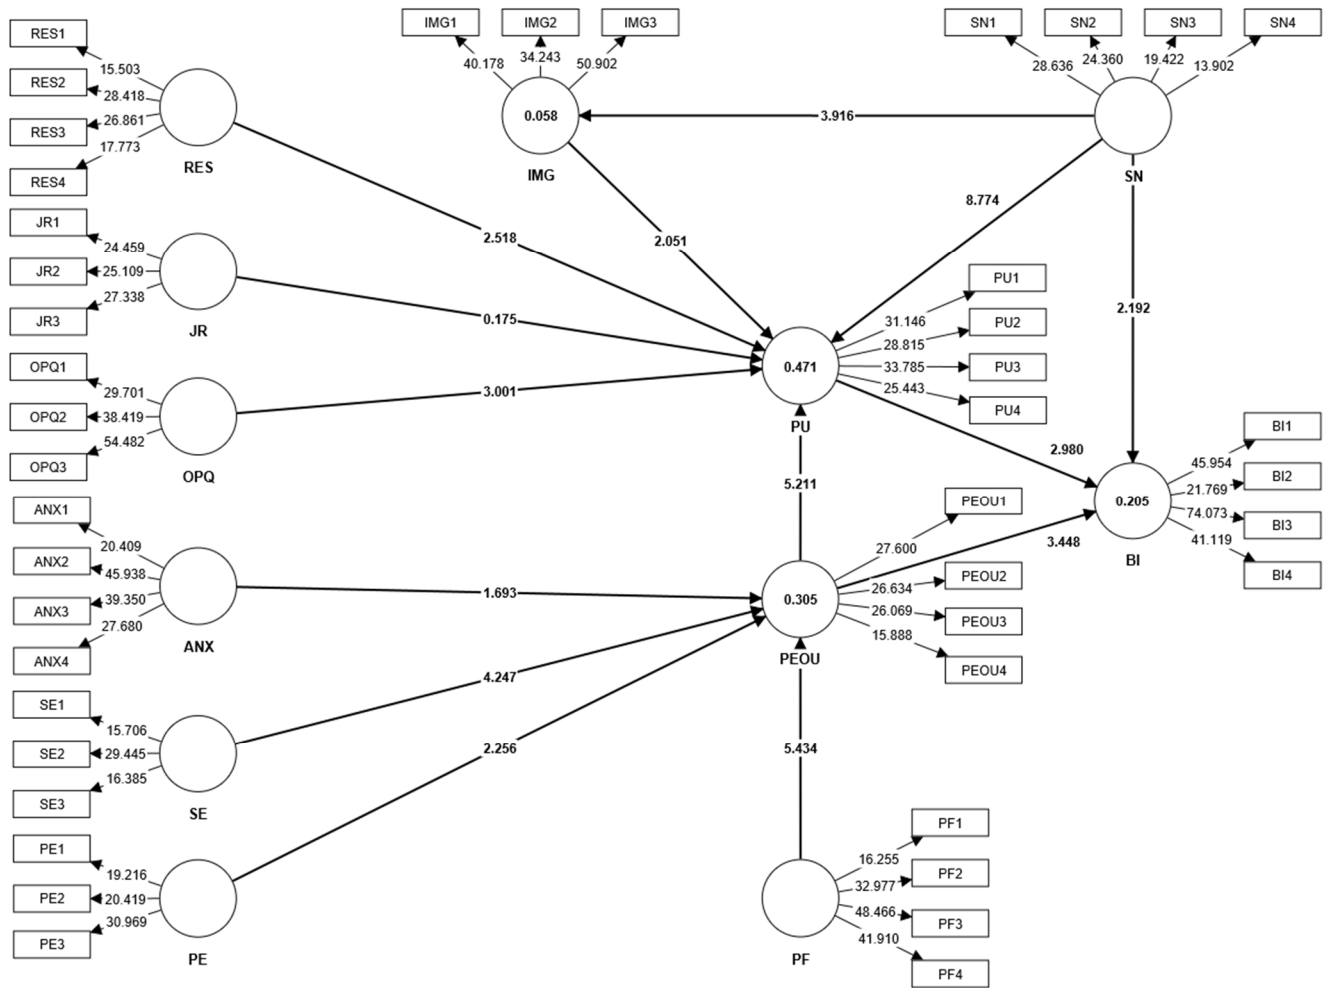 RES1
RES2
RES3
RES4
15.503
28.418
26.861
17.773
RES
JR1
JR2
JR3
24.459
25.109
27.338
JR
OPQ1
OPQ2
OPQ3
29.701
38.419
54.482
OPQ
ANX1
ANX2
ANX3
ANX4
20.409
45.938
39.350
27.680
ANX
SE1
SE2
SE3
15.706
29.445
16.385
SE
PE1
PE2
PE3
19.216
20.419
30.969
PE
IMG1
IMG2
IMG3
40.178
34.243
50.902
0.058
IMG
SN1
SN2
SN3
SN4
28.636
24.360
19.422
13.902
SN
3.916
8.774
2.192
2.051
2.518
0.175
3.001
PU1
PU2
PU3
PU4
31.146
28.815
33.785
25.443
0.471
PU
5.211
2.980
3.448
BI1
BI2
BI3
BI4
45.954
21.769
74.073
41.119
0.205
BI
PEOU1
PEOU2
PEOU3
PEOU4
27.600
26.634
26.069
15.888
0.305
PEOU
1.693
4.247
2.256
5.434
PF1
PF2
PF3
PF4
16.255
32.977
48.466
41.910
PF